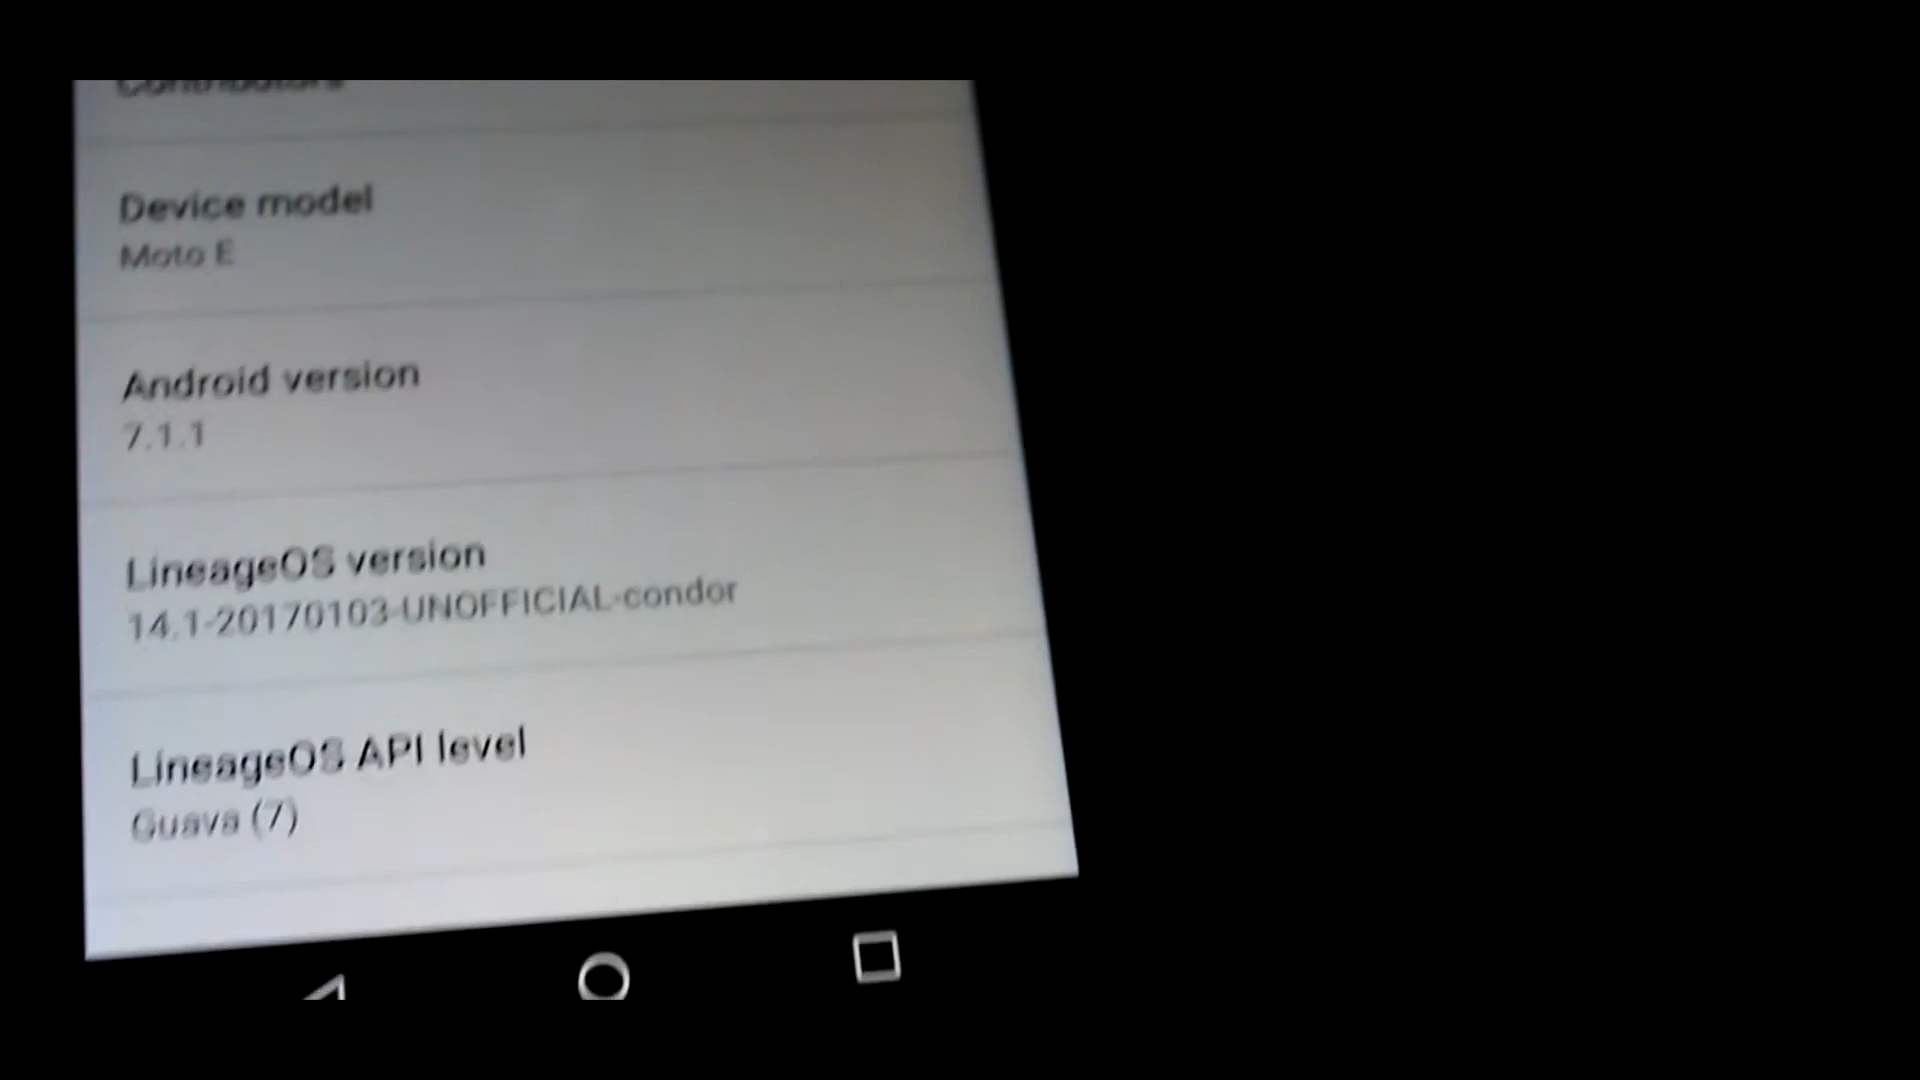 Contributors
Device model
Moto E
Android version
7.1.1
LineageOS version
14.1-20170103-UNOFFICIAL-condor
LineageOS API level
Guava (7)